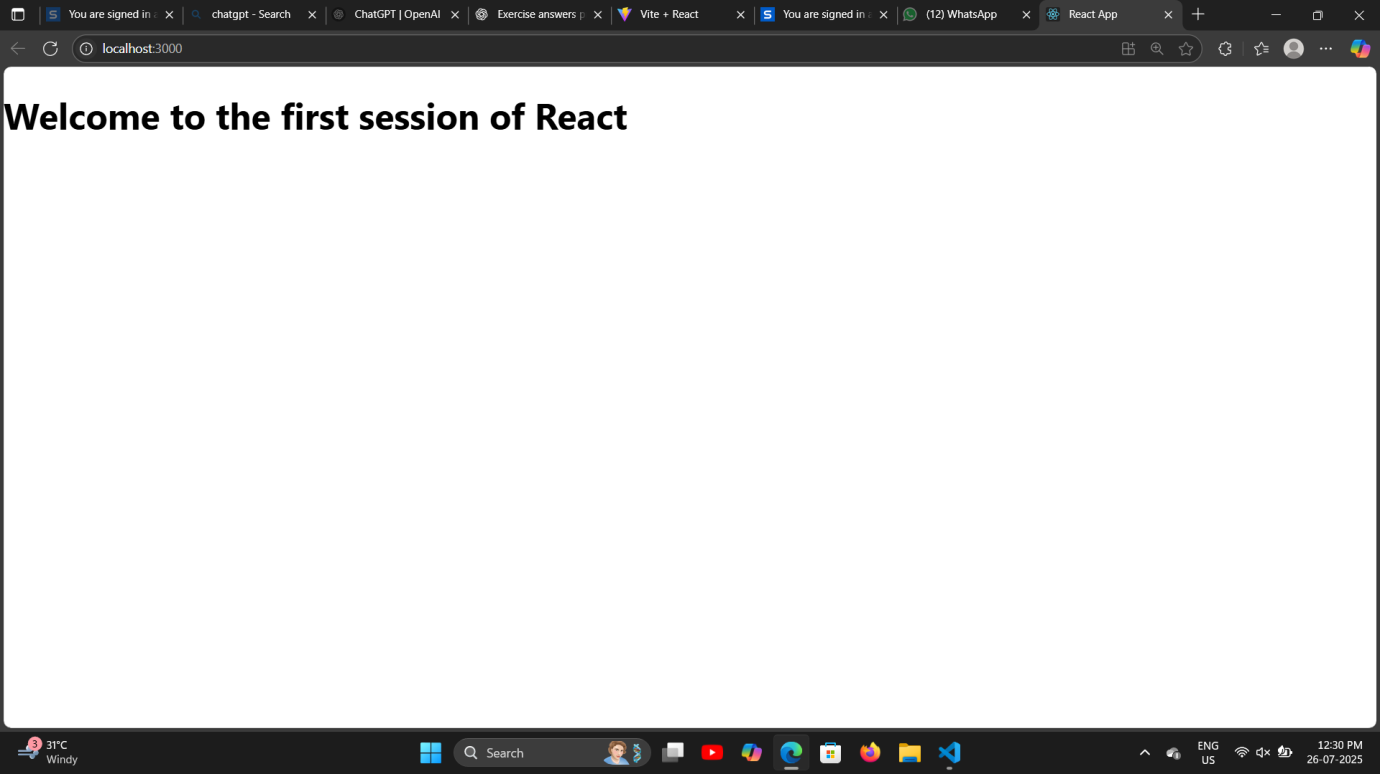 You are signed in a
chatgpt - Search
ChatGPT | OpenAI
Exercise answers p
Vite + React
You are signed in a
(12) WhatsApp
React App
localhost:3000
Welcome to the first session of React
3
31°C
Windy
Search
ENG
US
12:30 PM
26-07-2025